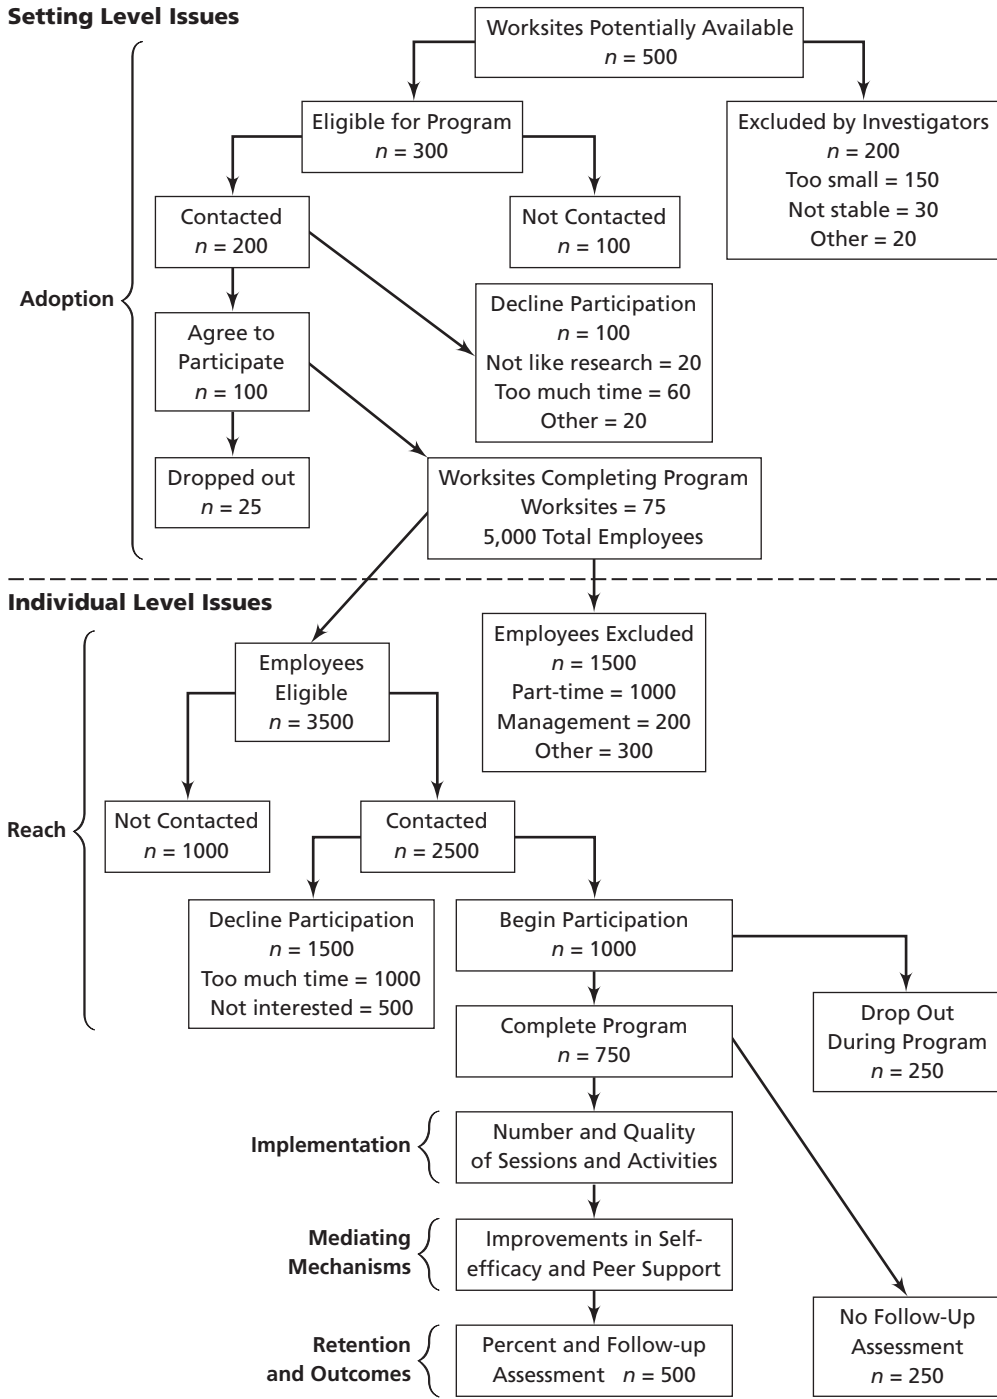 Setting Level Issues
Worksites Potentially Available
n = 500
Eligible for Program
n = 300
Excluded by Investigators
n = 200
Too small = 150
Not stable = 30
Other = 20
Contacted
n = 200
Not Contacted
n = 100
Adoption
Decline Participation
n = 100
Not like research = 20
Too much time = 60
Other = 20
Agree to
Participate
n = 100
Dropped out
n = 25
Worksites Completing Program
Worksites = 75
5,000 Total Employees
Individual Level Issues
Employees
Eligible
n = 3500
Employees Excluded
n = 1500
Part-time = 1000
Management = 200
Other = 300
Reach
Not Contacted
n = 1000
Contacted
n = 2500
Decline Participation
n = 1500
Too much time = 1000
Not interested = 500
Begin Participation
n = 1000
Drop Out
During Program
n = 250
Complete Program
n = 750
Implementation
Number and Quality
of Sessions and Activities
Mediating
Mechanisms
Improvements in Self-
efficacy and Peer Support
No Follow-Up
Assessment
n = 250
Retention
and Outcomes
Percent and Follow-up
Assessment n = 500